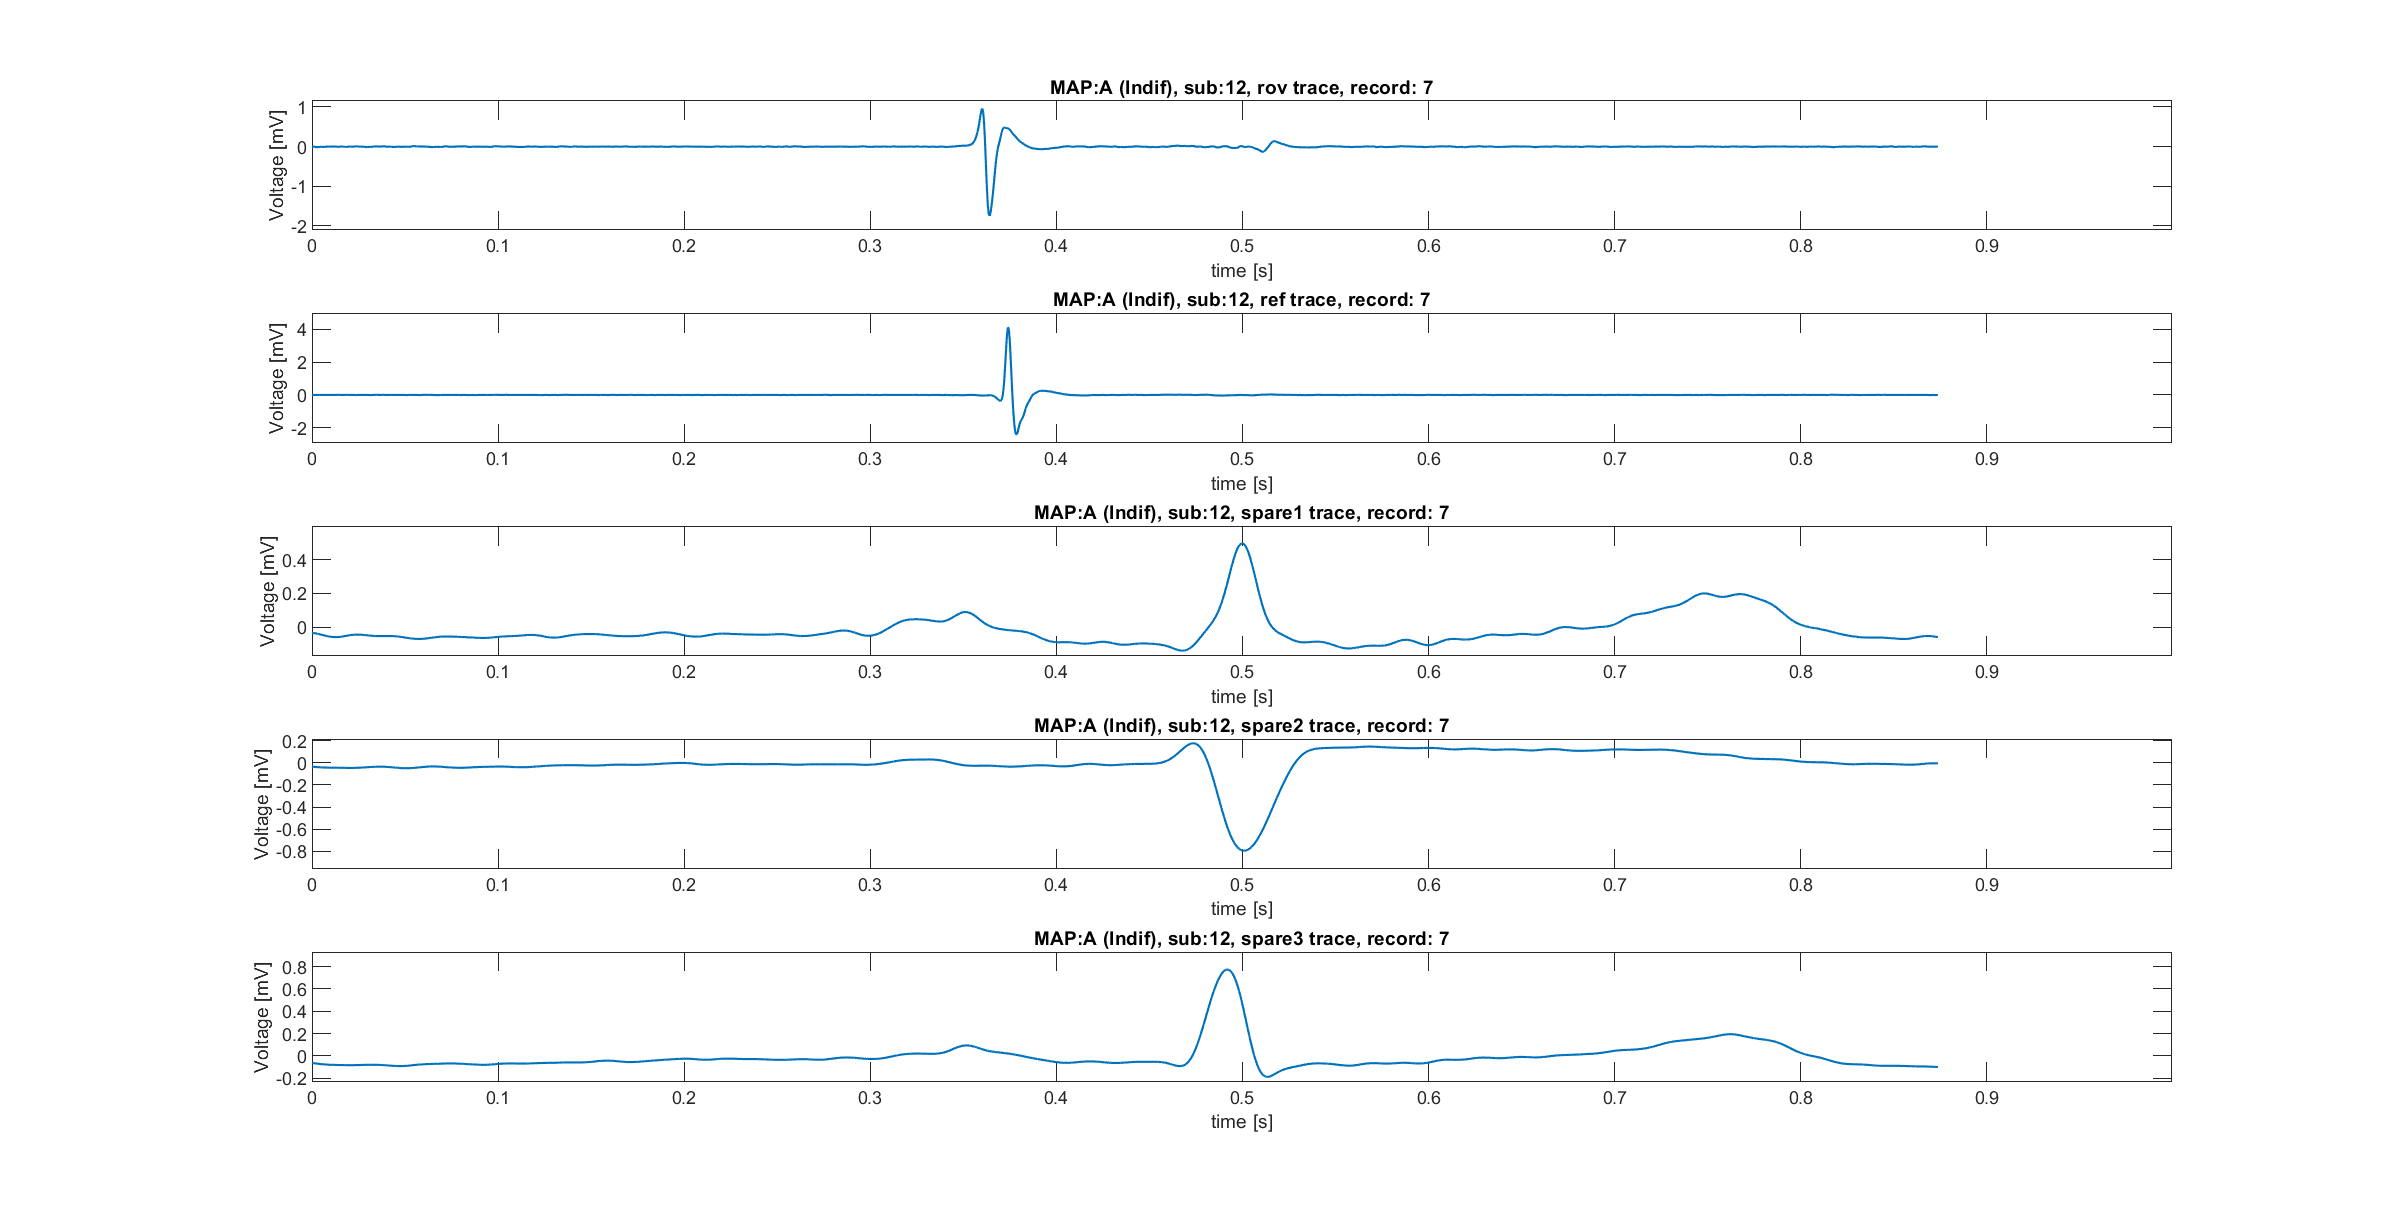 MAP:A (Indif), sub:12, rov trace, record: 7
Voltage [mV]
1
0
-1
-2
0 0.1 0.2 0.3 0.4 0.5 0.6 0.7 0.8 0.9
time [s]
MAP:A (Indif), sub:12, ref trace, record: 7
Voltage [mV]
4
2
0
-2
0 0.1 0.2 0.3 0.4 0.5 0.6 0.7 0.8 0.9
time [s]
MAP:A (Indif), sub:12, spare1 trace, record: 7
Voltage [mV]
0.4
0.2
0
0 0.1 0.2 0.3 0.4 0.5 0.6 0.7 0.8 0.9
time [s]
MAP:A (Indif), sub:12, spare2 trace, record: 7
Voltage [mV]
0.2
0
-0.2
-0.4
-0.6
-0.8
0 0.1 0.2 0.3 0.4 0.5 0.6 0.7 0.8 0.9
time [s]
MAP:A (Indif), sub:12, spare3 trace, record: 7
Voltage [mV]
0.8
0.6
0.4
0.2
0
-0.2
0 0.1 0.2 0.3 0.4 0.5 0.6 0.7 0.8 0.9
time [s]